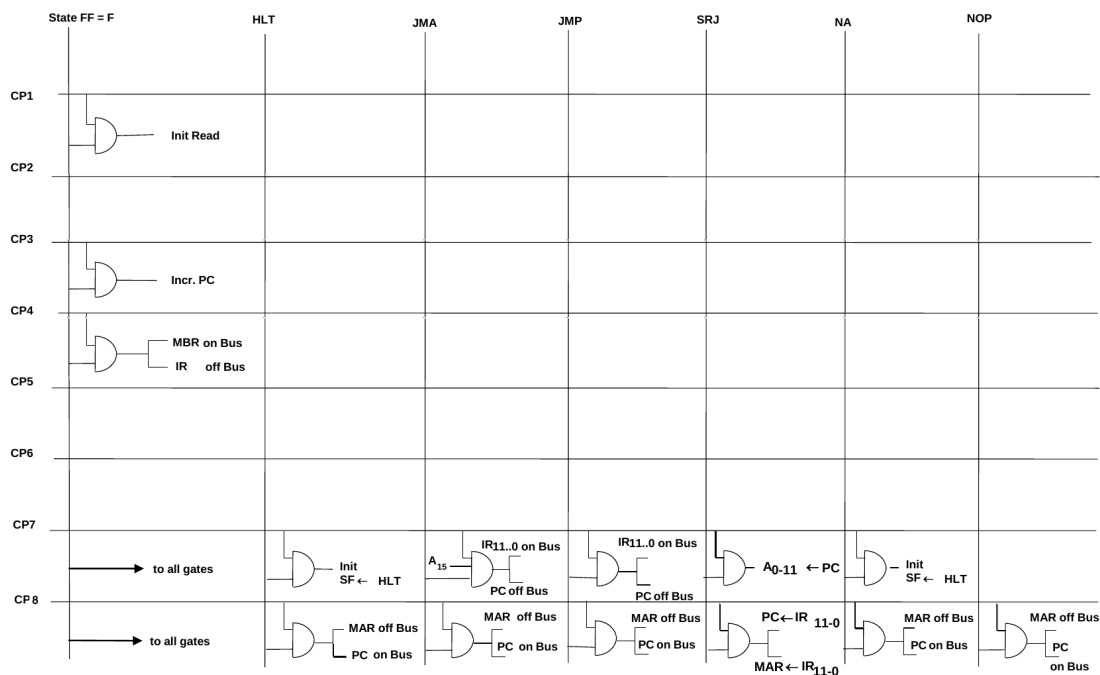 State FF = F HLT JMA JMP SRJ NA NOP
CP1
Init Read
CP2
CP3
Incr. PC
CP4
MBR on Bus
IR off Bus
CP5
CP6
CP7
to all gates
Init
SF ← HLT
A15
IR11..0 on Bus
PC off Bus
IR11..0 on Bus
PC off Bus
A0-11 ← PC
Init
SF ← HLT
CP 8
to all gates
MAR off Bus
PC on Bus
MAR off Bus
PC on Bus
MAR off Bus
PC on Bus
PC ← IR 11-0
MAR ← IR11-0
MAR off Bus
PC on Bus
MAR off Bus
PC
on Bus